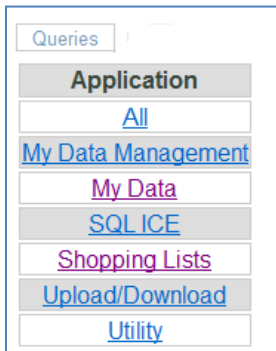 Queries
Application
All
My Data Management
My Data
SQL ICE
Shopping Lists
Upload/Download
Utility